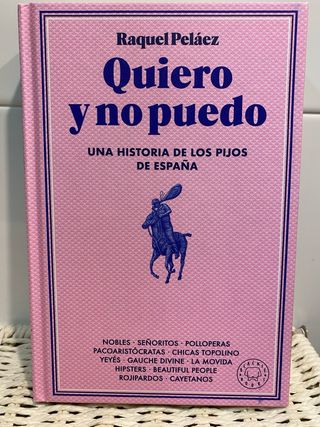 Raquel Peláez
Quiero
y no puedo
UNA HISTORIA DE LOS PIJOS
DE ESPAÑA
NOBLES · SEÑORITOS · POLLOPERAS
PACOARISTÓCRATAS · CHICAS TOPOLINO
YEYÉS · GAUCHE DIVINE · LA MOVIDA
HIPSTERS · BEAUTIFUL PEOPLE
ROJIPARDOS · CAYETANOS